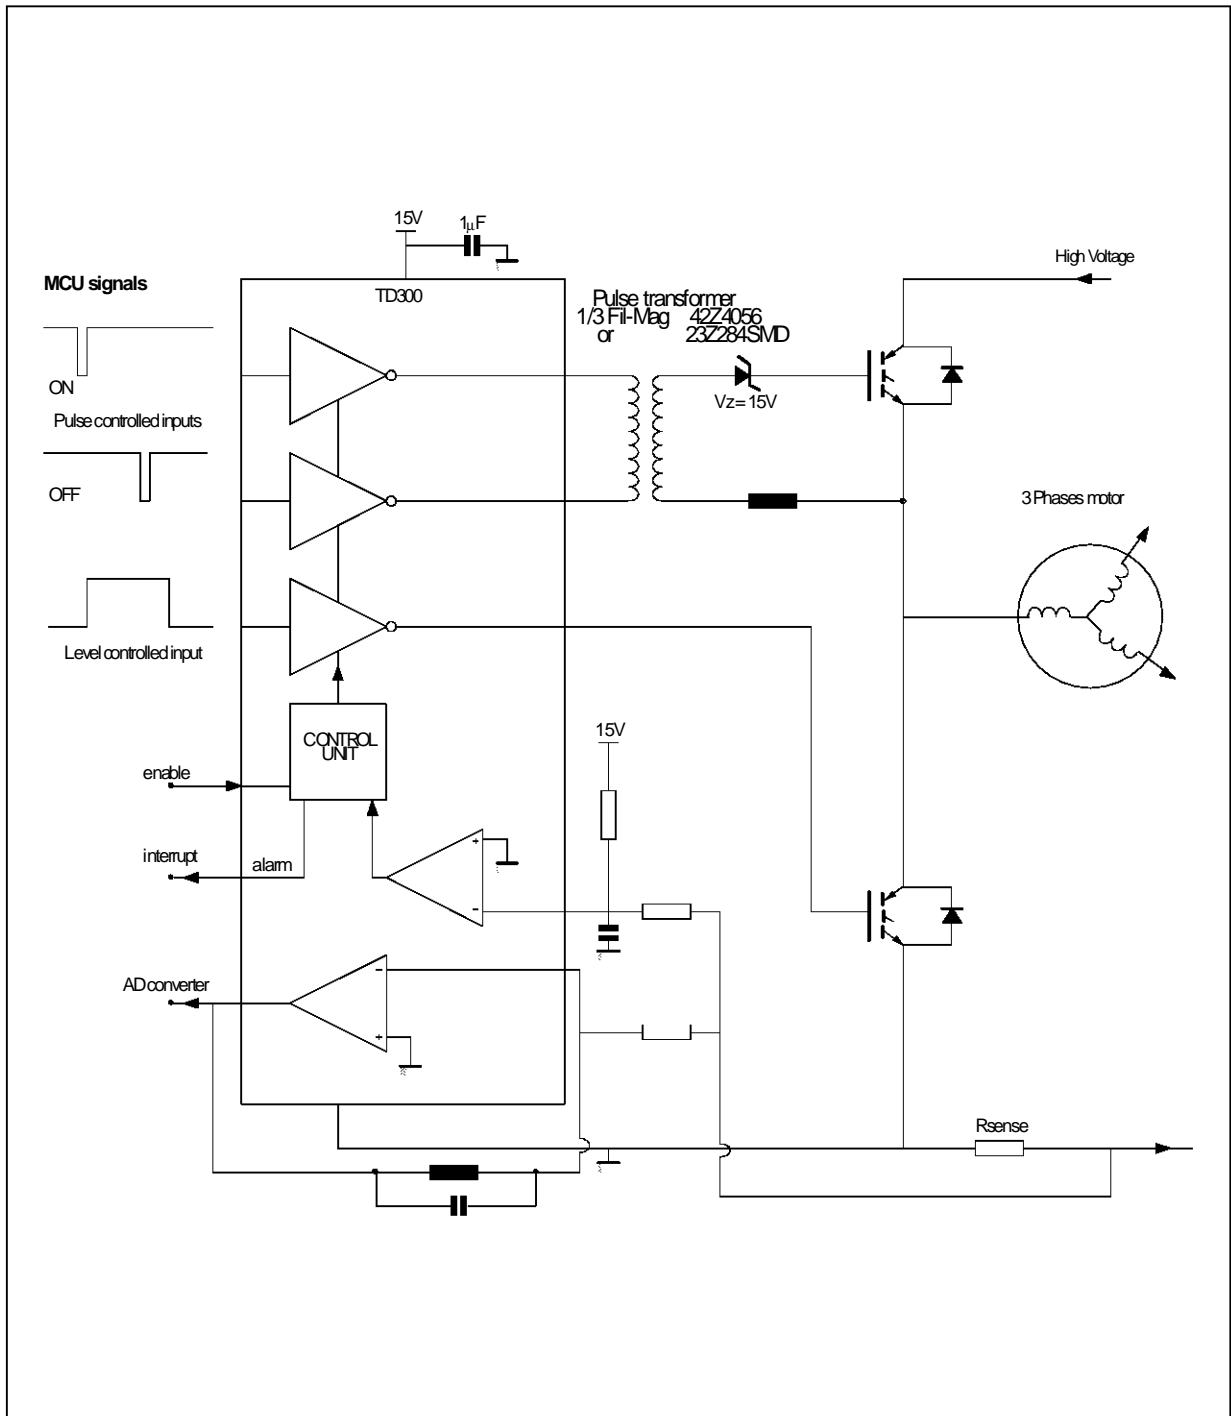 15V
1µF
High Voltage
MCU signals
TD300
Pulse transformer
1/3 Fil-Mag 42Z4056
or 23Z284SMD
ON
Vz=15V
Pulse controlled inputs
OFF
3 Phases motor
Level controlled input
15V
CONTROL
UNIT
enable
+
interrupt
alarm
-
-
AD converter
+
Rsense